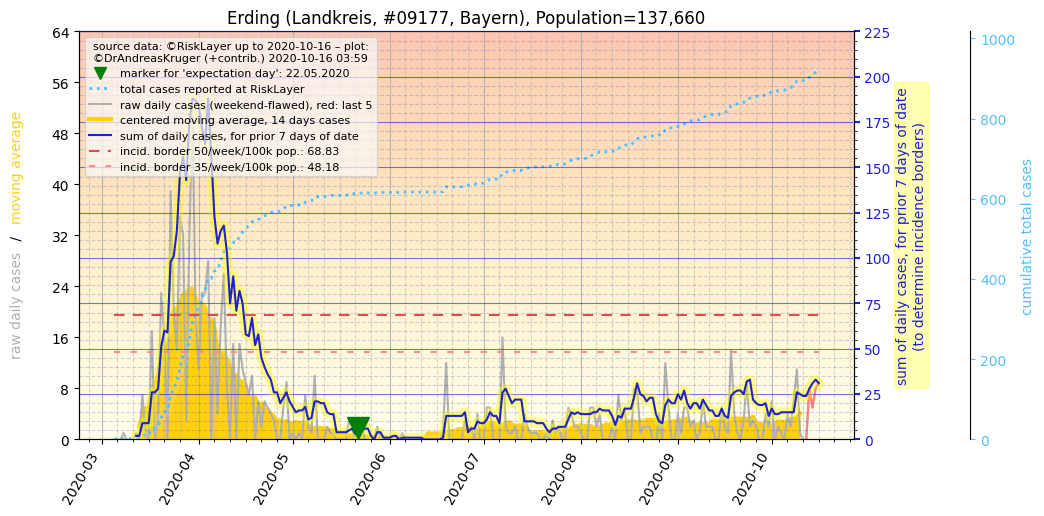 Erding (Landkreis, #09177, Bayern), Population=137,660
source data: ©RiskLayer up to 2020-10-16 – plot:
©DrAndreasKruger (+contrib.) 2020-10-16 03:59
marker for 'expectation day': 22.05.2020
total cases reported at RiskLayer
raw daily cases (weekend-flawed), red: last 5
centered moving average, 14 days cases
sum of daily cases, for prior 7 days of date
incid. border 50/week/100k pop.: 68.83
incid. border 35/week/100k pop.: 48.18
raw daily cases / moving average
64
56
48
40
32
24
16
8
0
2020-03
2020-04
2020-05
2020-06
2020-07
2020-08
2020-09
2020-10
225
200
175
150
125
100
75
50
25
0
sum of daily cases, for prior 7 days of date
(to determine incidence borders)
1000
800
600
400
200
0
cumulative total cases